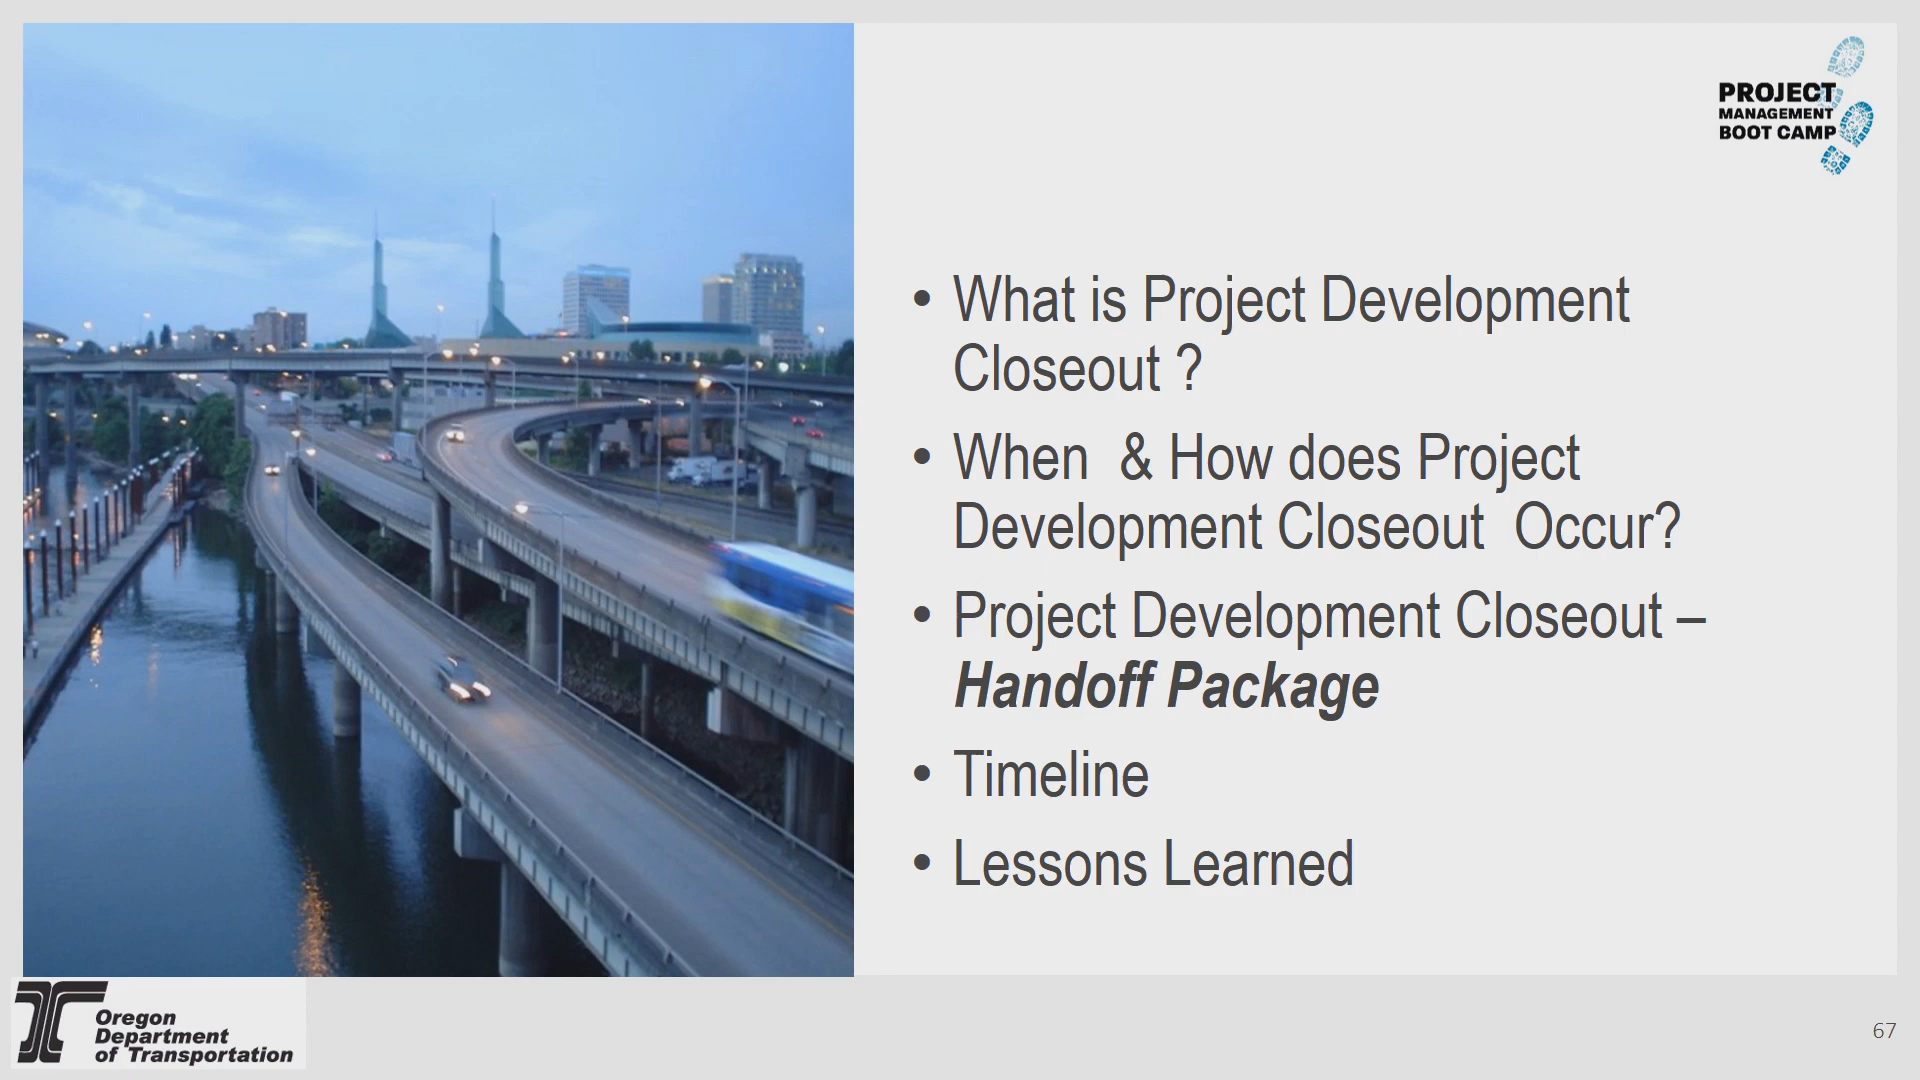 PROJECT
MANAGEMENT
BOOT CAMP
• What is Project Development
Closeout ?
• When  & How does Project
Development Closeout  Occur?
• Project Development Closeout –
Handoff Package
• Timeline
• Lessons Learned
Oregon
Department
of Transportation
67